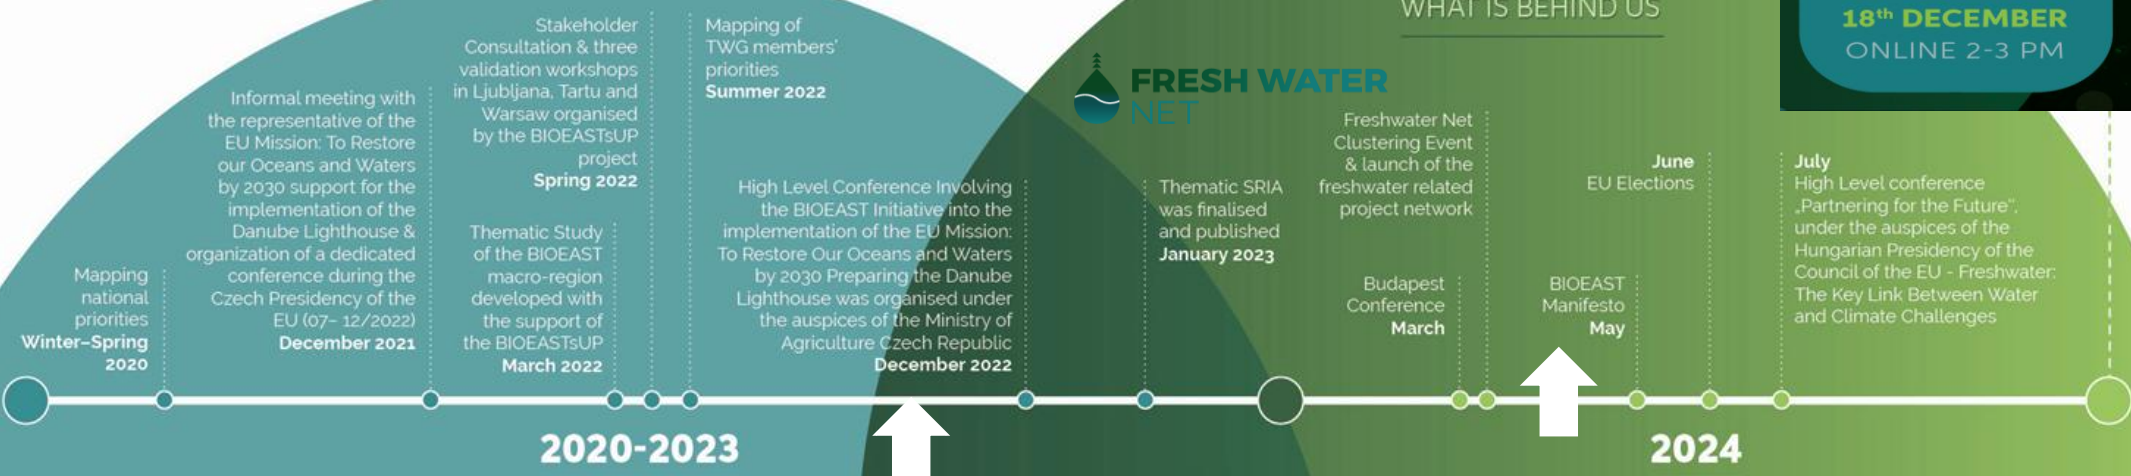 Mapping
national
priorities
Winter–Spring
2020
Informal meeting with
the representative of the
EU Mission: To Restore
our Oceans and Waters
by 2030 support for the
implementation of the
Danube Lighthouse &
organization of a dedicated
conference during the
Czech Presidency of the
EU (07– 12/2022)
December 2021
Stakeholder
Consultation & three
validation workshops
in Ljubljana, Tartu and
Warsaw organised
by the BIOEASTsUP
project
Spring 2022
Thematic Study
of the BIOEAST
macro-region
developed with
the support of
the BIOEASTsUP
March 2022
Mapping of
TWG members'
priorities
Summer 2022
High Level Conference Involving
the BIOEAST Initiative into the
implementation of the EU Mission:
To Restore Our Oceans and Waters
by 2030 Preparing the Danube
Lighthouse was organised under
the auspices of the Ministry of
Agriculture Czech Republic
December 2022
2020-2023
FRESH WATER
NET
Thematic SRIA
was finalised
and published
January 2023
WHAT IS BEHIND US
Freshwater Net
Clustering Event
& launch of the
freshwater related
project network
Budapest
Conference
March
BIOEAST
Manifesto
May
June
EU Elections
July
High Level conference
„Partnering for the Future",
under the auspices of the
Hungarian Presidency of the
Council of the EU - Freshwater:
The Key Link Between Water
and Climate Challenges
2024
18th DECEMBER
ONLINE 2-3 PM